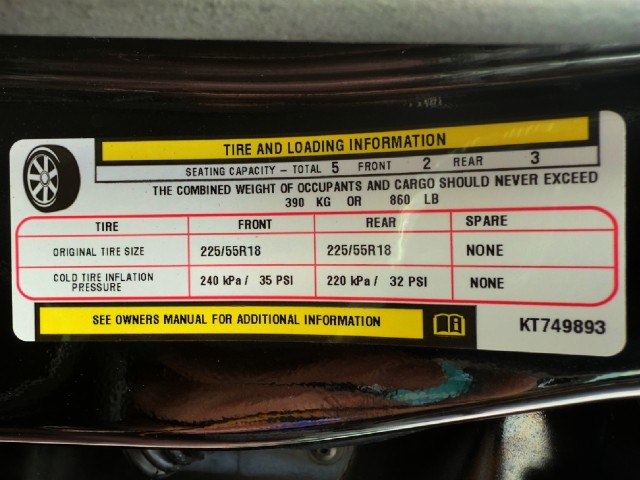 TIRE AND LOADING INFORMATION
SEATING CAPACITY - TOTAL 5 FRONT 2 REAR 3
THE COMBINED WEIGHT OF OCCUPANTS AND CARGO SHOULD NEVER EXCEED
390 KG OR 860 LB
TIRE FRONT REAR SPARE
ORIGINAL TIRE SIZE 225/55R18 225/55R18 NONE
COLD TIRE INFLATION PRESSURE 240 kPa / 35 PSI 220 kPa / 32 PSI NONE
SEE OWNERS MANUAL FOR ADDITIONAL INFORMATION
KT749893